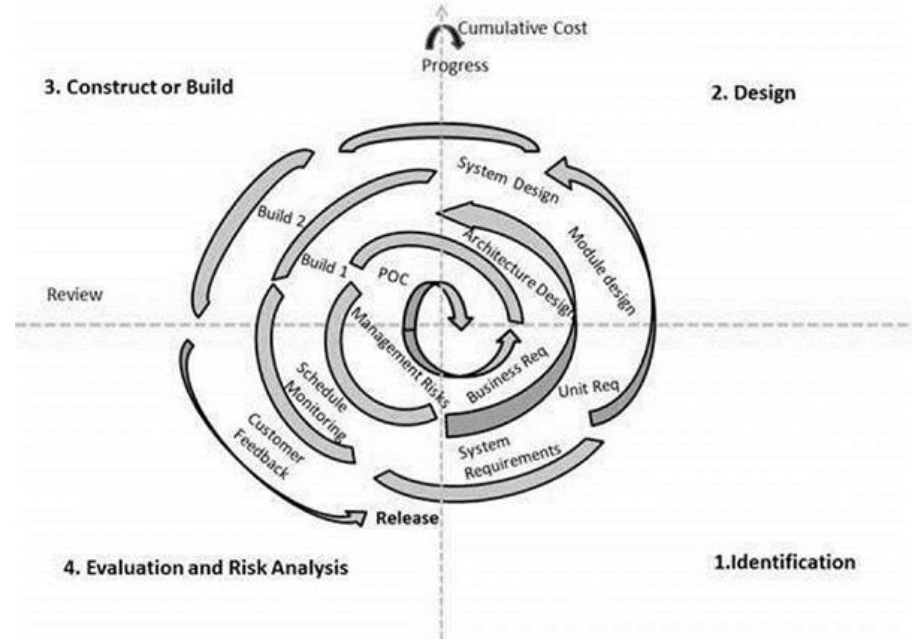 Cumulative Cost
Progress
3. Construct or Build
2. Design
System Design
Module design
Build 2
Architecture Design
Build 1
POC
Review
Management Risks
Business Req
Unit Req
Schedule
Monitoring
System
Requirements
Customer
Feedback
Release
4. Evaluation and Risk Analysis
1.Identification